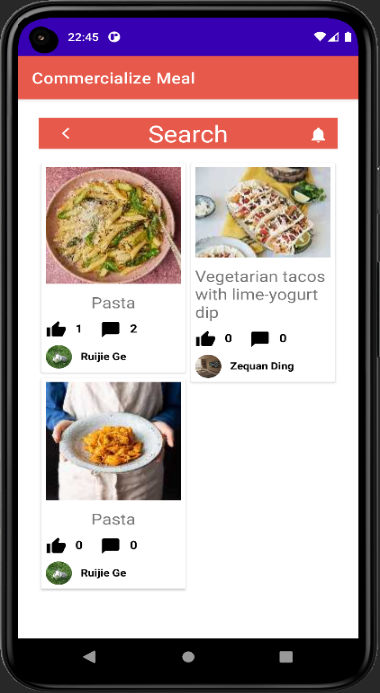 22:45
Commercialize Meal
Search
Pasta
1 2
Ruijie Ge
Vegetarian tacos
with lime-yogurt
dip
0 0
Zequan Ding
Pasta
0 0
Ruijie Ge